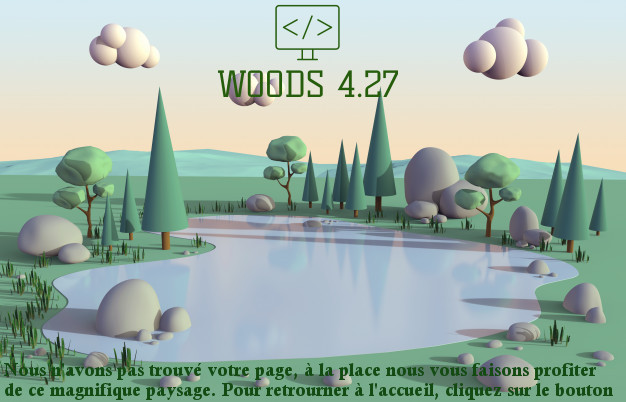 </>
WOODS 4.27
Nous n'avons pas trouvé votre page, à la place nous vous faisons profiter
de ce magnifique paysage. Pour retrourner à l'accueil, cliquez sur le bouton